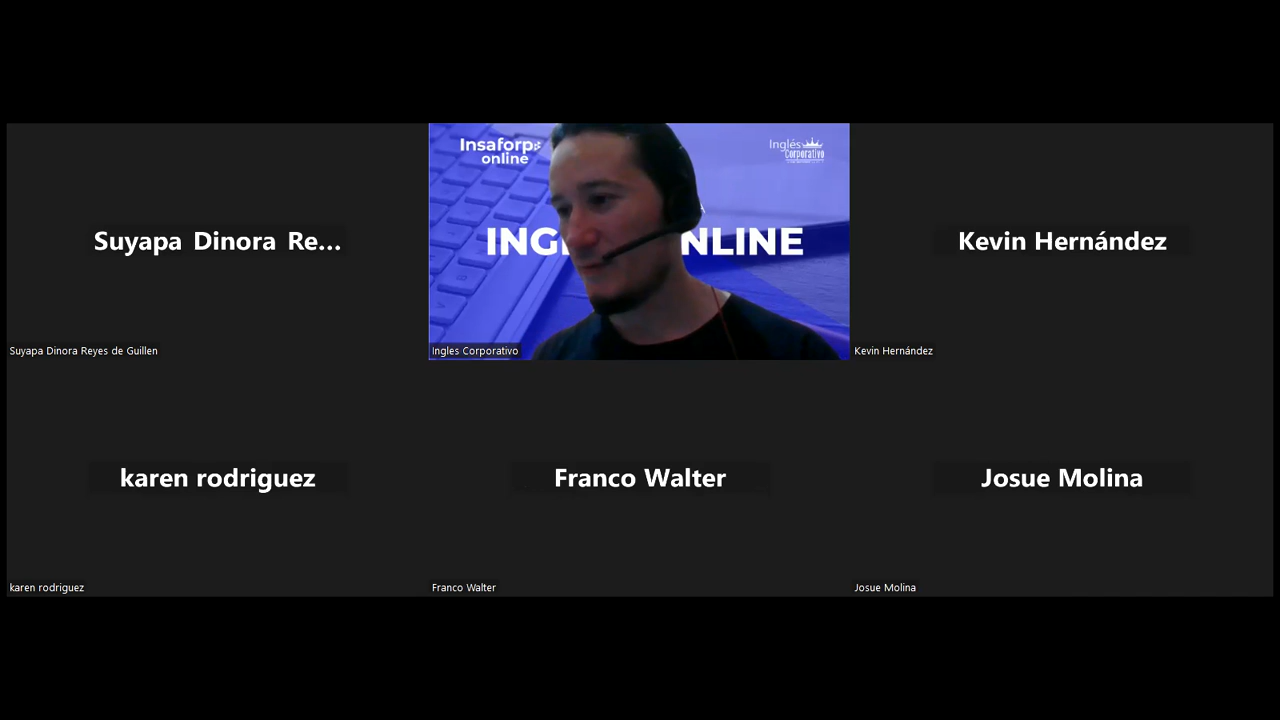 Suyapa Dinora Re...
Suyapa Dinora Reyes de Guillen
Insaforp
online
Inglés
Corporativo
ING NLINE
Ingles Corporativo
Kevin Hernández
Kevin Hernández
karen rodriguez
karen rodriguez
Franco Walter
Franco Walter
Josue Molina
Josue Molina